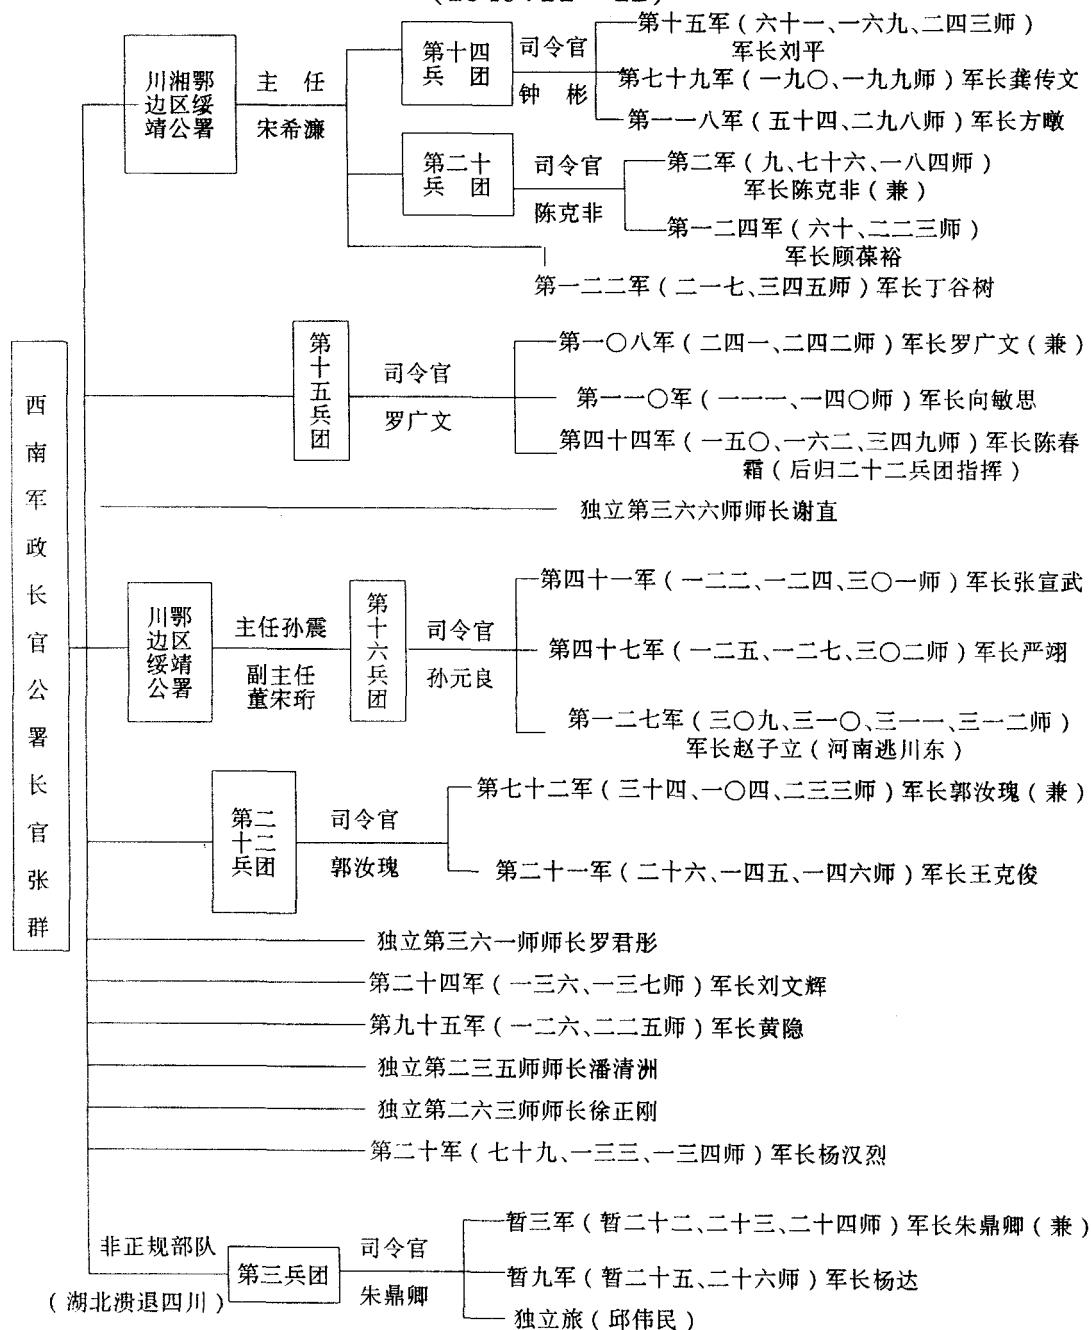 川湘鄂
边区绥
靖公署
主 任
宋希濂
第十四
兵 团
司令官
钟 彬
第十五军(六十一、一六九、二四三师)
军长刘平
第七十九军(一九〇、一九九师)军长龚传文
第一一八军(五十四、二九八师)军长方暾
第二十
兵 团
司令官
陈克非
第二军(九、七十六、一八四师)
军长陈克非(兼)
第一二四军(六十、二二三师)
军长顾葆裕
第一二二军(二一七、三四五师)军长丁谷树
西南军政长官公署长官张群
第十五兵团
司令官
罗广文
第一〇八军(二四一、二四二师)军长罗广文(兼)
第一一〇军(一一一、一四〇师)军长向敏思
第四十四军(一五〇、一六二、三四九师)军长陈春
霜(后归二十二兵团指挥)
独立第三六六师师长谢直
川鄂
边区
绥靖
公署
主任孙震
副主任
董宋珩
第十六兵团
司令官
孙元良
第四十一军(一二二、一二四、三〇一师)军长张宣武
第四十七军(一二五、一二七、三〇二师)军长严翊
第一二七军(三〇九、三一〇、三一一、三一二师)
军长赵子立(河南逃川东)
第二
十二
兵团
司令官
郭汝瑰
第七十二军(三十四、一〇四、二三三师)军长郭汝瑰(兼)
第二十一军(二十六、一四五、一四六师)军长王克俊
独立第三六一师师长罗君彤
第二十四军(一三六、一三七师)军长刘文辉
第九十五军(一二六、二二五师)军长黄隐
独立第二三五师师长潘清洲
独立第二六三师师长徐正刚
第二十军(七十九、一三三、一三四师)军长杨汉烈
非正规部队
(湖北溃退四川)
第三兵团
司令官
朱鼎卿
暂三军(暂二十二、二十三、二十四师)军长朱鼎卿(兼)
暂九军(暂二十五、二十六师)军长杨达
独立旅(邱伟民)